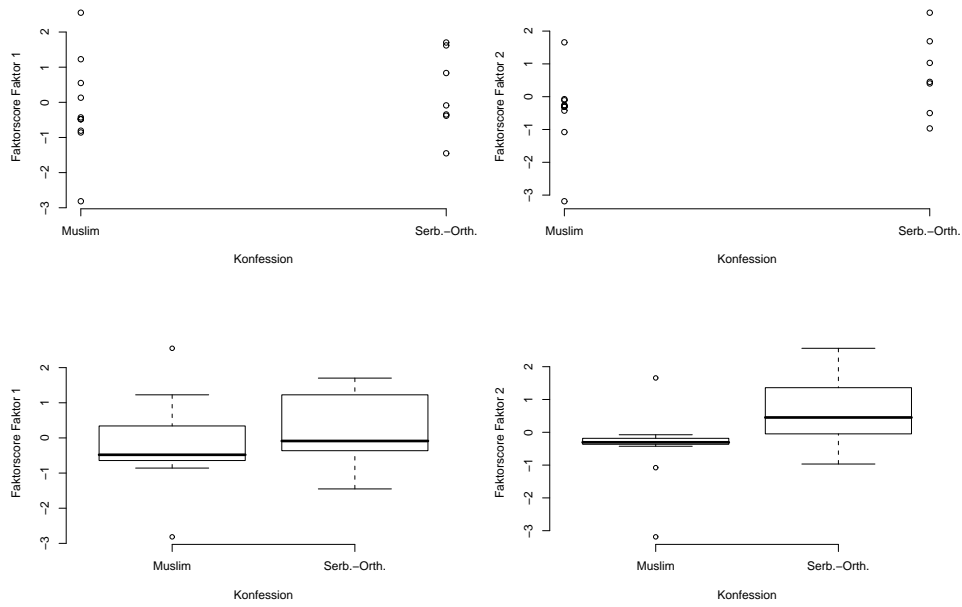 Faktorscore Faktor 1
2
1
0
−1
−2
−3
Muslim Serb.−Orth.
Konfession
Faktorscore Faktor 2
2
1
0
−1
−2
−3
Muslim Serb.−Orth.
Konfession
Faktorscore Faktor 1
2
1
0
−1
−2
−3
Muslim Serb.−Orth.
Konfession
Faktorscore Faktor 2
2
1
0
−1
−2
−3
Muslim Serb.−Orth.
Konfession